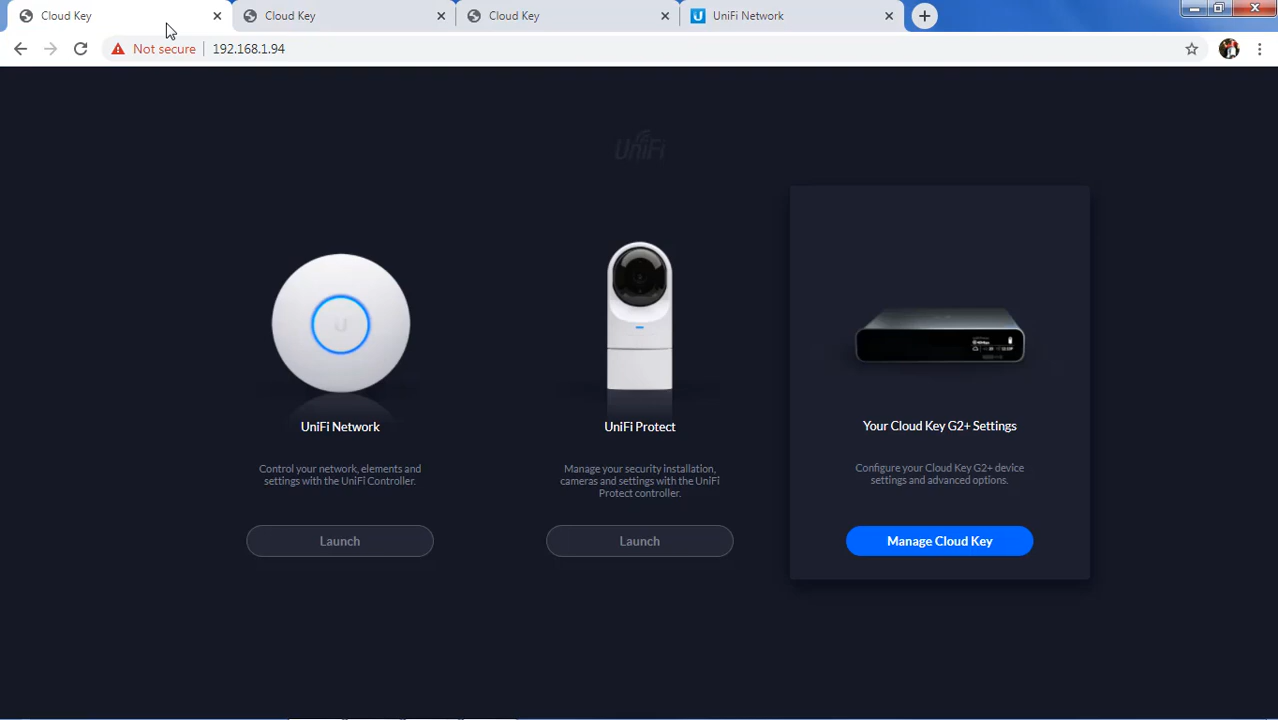 Cloud Key
Cloud Key
Cloud Key
UniFi Network
Not secure
192.168.1.94
UniFi
UniFi Network
Control your network, elements and
settings with the UniFi Controller.
Launch
UniFi Protect
Manage your security installation,
cameras and settings with the UniFi
Protect controller.
Launch
Your Cloud Key G2+ Settings
Configure your Cloud Key G2+ device
settings and advanced options.
Manage Cloud Key